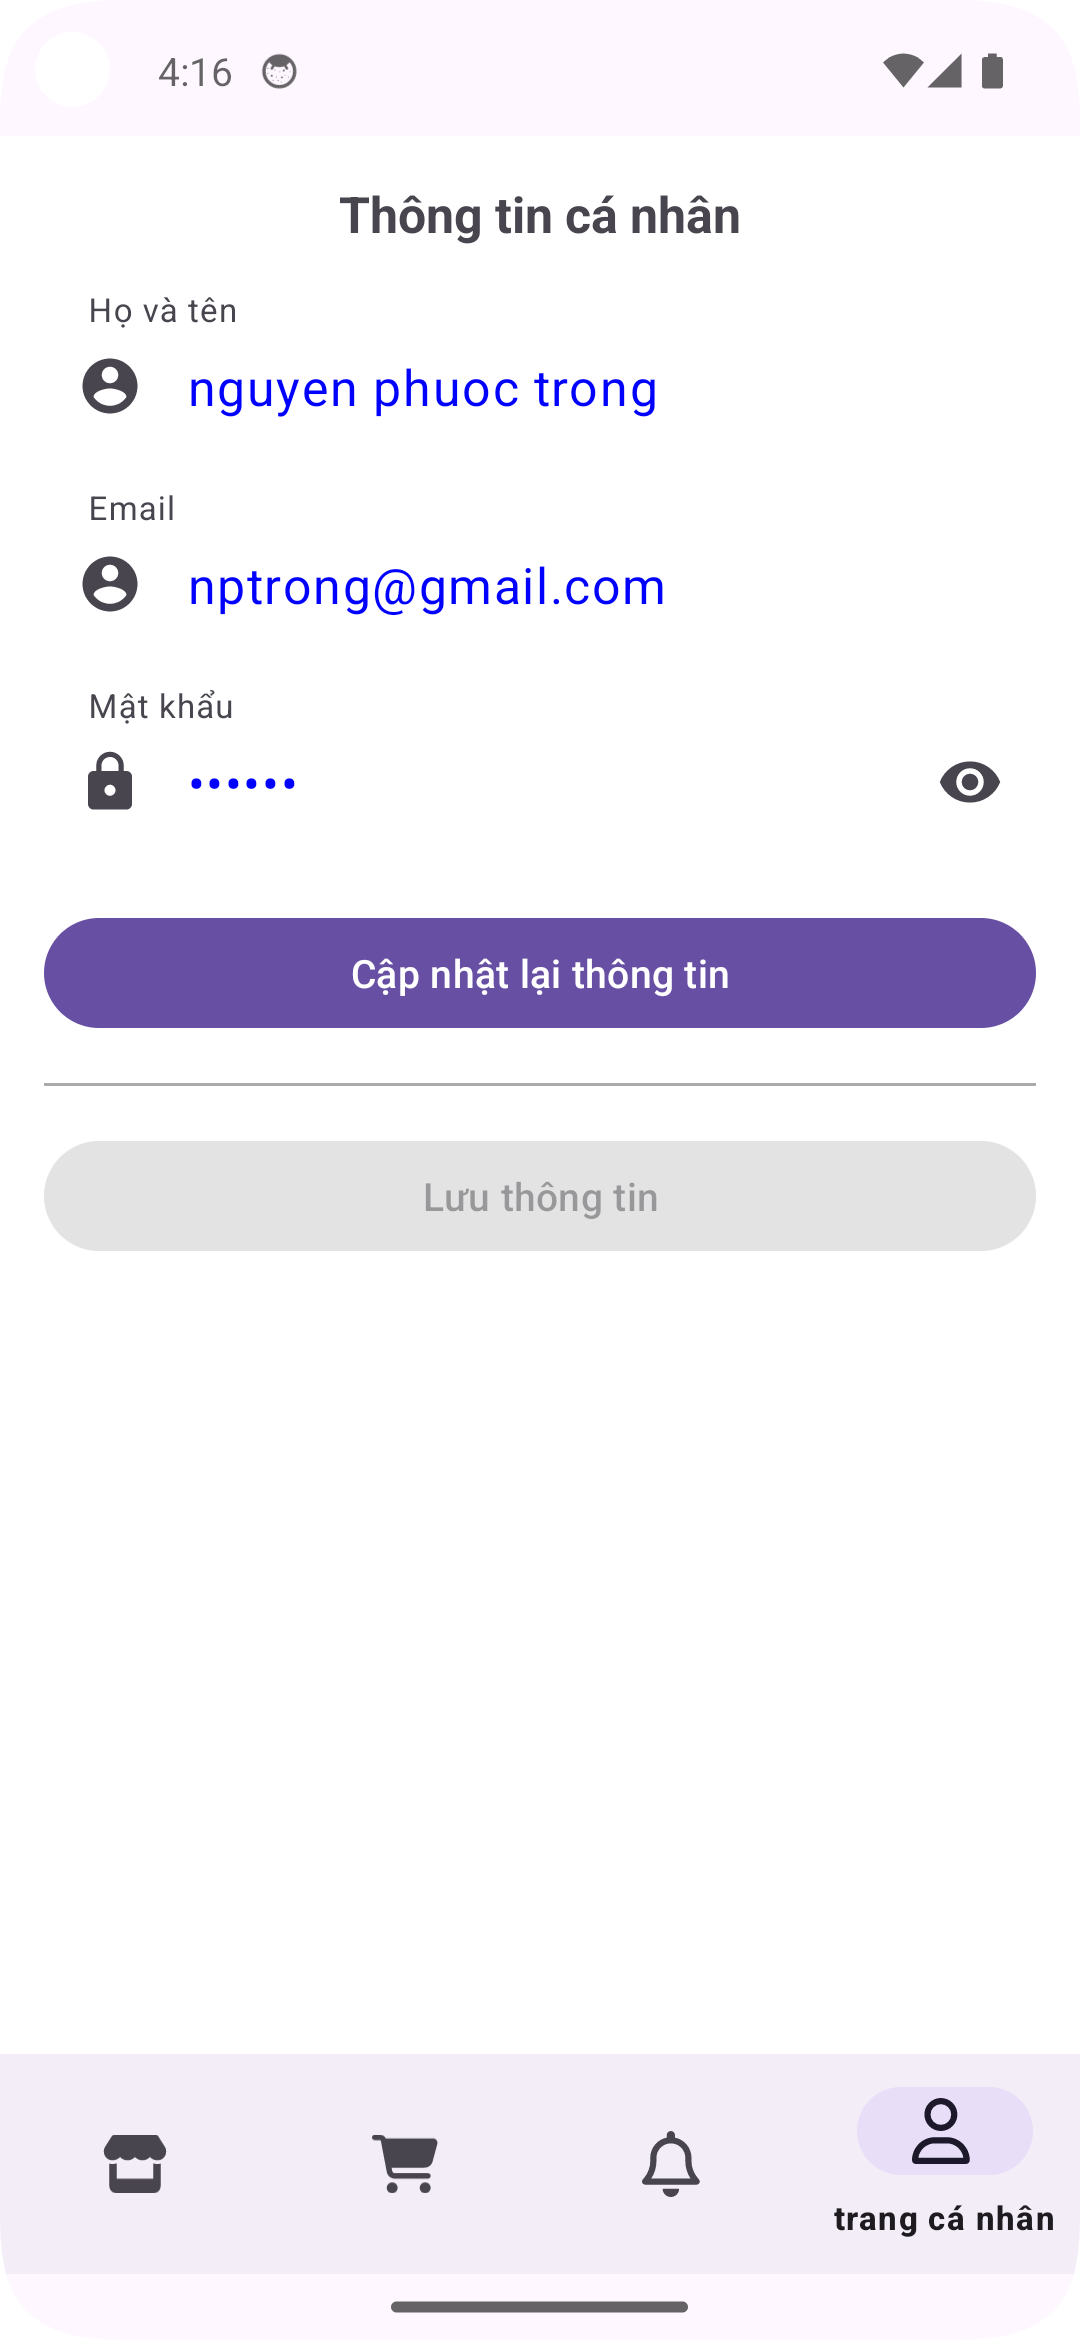 4:16
Thông tin cá nhân
Họ và tên
nguyen phuoc trong
Email
nptrong@gmail.com
Mật khẩu
••••••
Cập nhật lại thông tin
Lưu thông tin
trang cá nhân